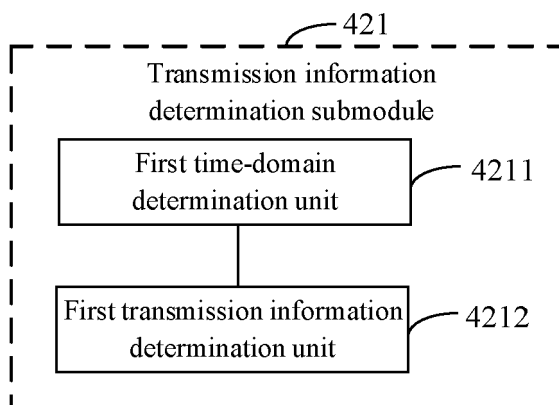 421
Transmission information
determination submodule
First time-domain
determination unit
4211
First transmission information
determination unit
4212